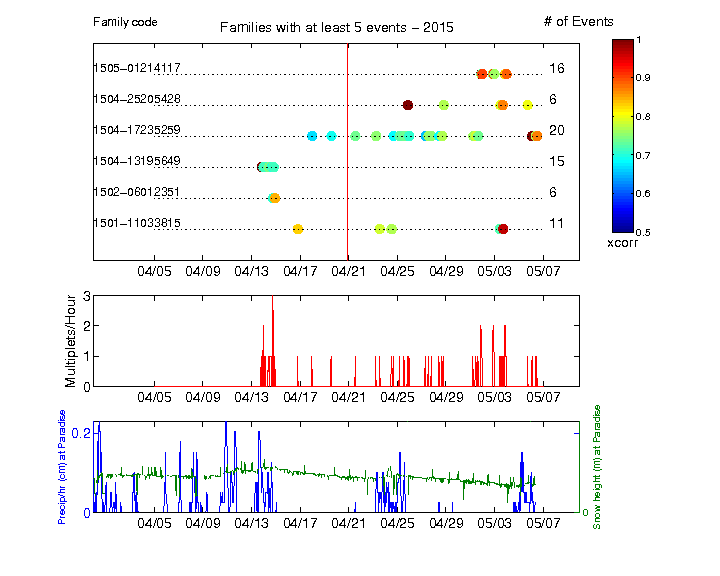 Family code
Families with at least 5 events − 2015
# of Events
1505−01214117 16
1504−25205428 6
1504−17235259 20
1504−13195649 15
1502−06012351 6
1501−11033815 11
04/05 04/09 04/13 04/17 04/21 04/25 04/29 05/03 05/07
1
0.9
0.8
0.7
0.6
0.5
xcorr
Multiplets/Hour
3
2
1
0
04/05 04/09 04/13 04/17 04/21 04/25 04/29 05/03 05/07
Precip/hr (cm) at Paradise
0.2
0
04/05 04/09 04/13 04/17 04/21 04/25 04/29 05/03 05/07
0
Snow height (m) at Paradise